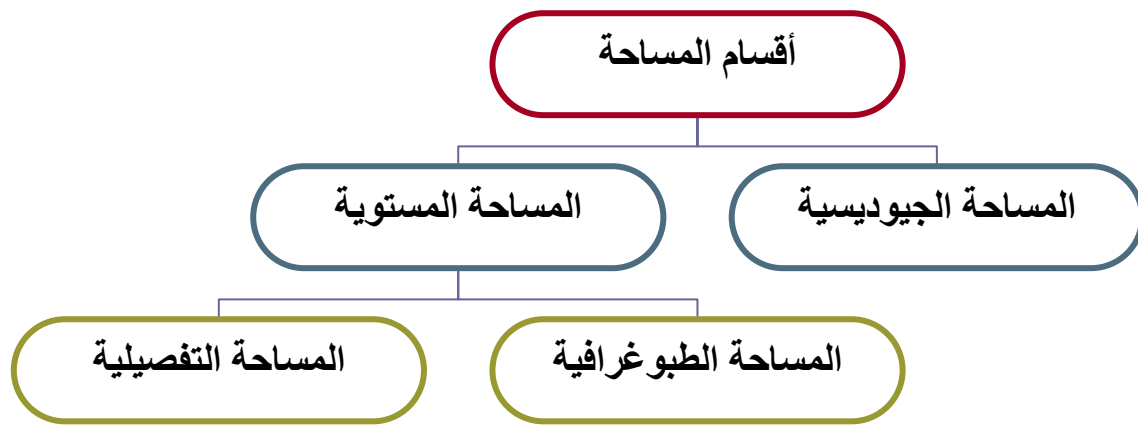 أقسام المساحة
المساحة الجيوديسية
المساحة المستوية
المساحة الطبوغرافية
المساحة التفصيلية